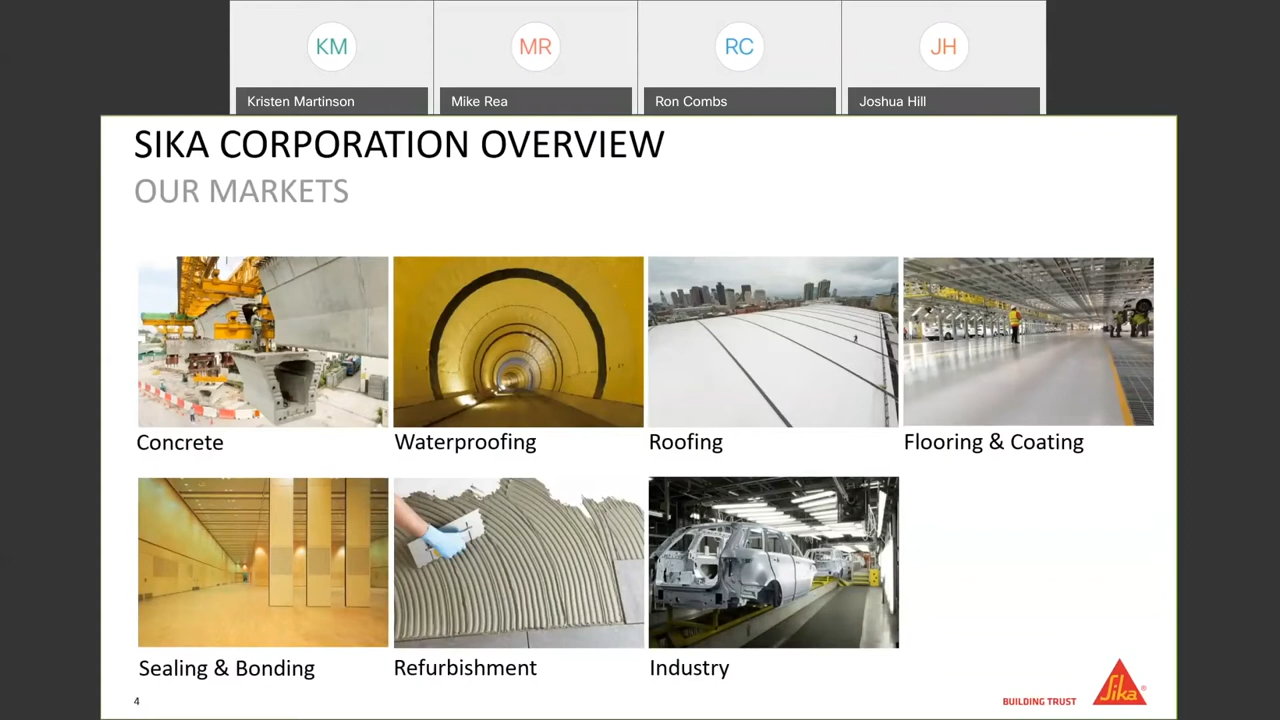 KM
MR
RC
JH
Kristen Martinson
Mike Rea
Ron Combs
Joshua Hill
SIKA CORPORATION OVERVIEW
OUR MARKETS
Concrete
Waterproofing
Roofing
Flooring & Coating
Sealing & Bonding
Refurbishment
Industry
4
BUILDING TRUST
Sika®